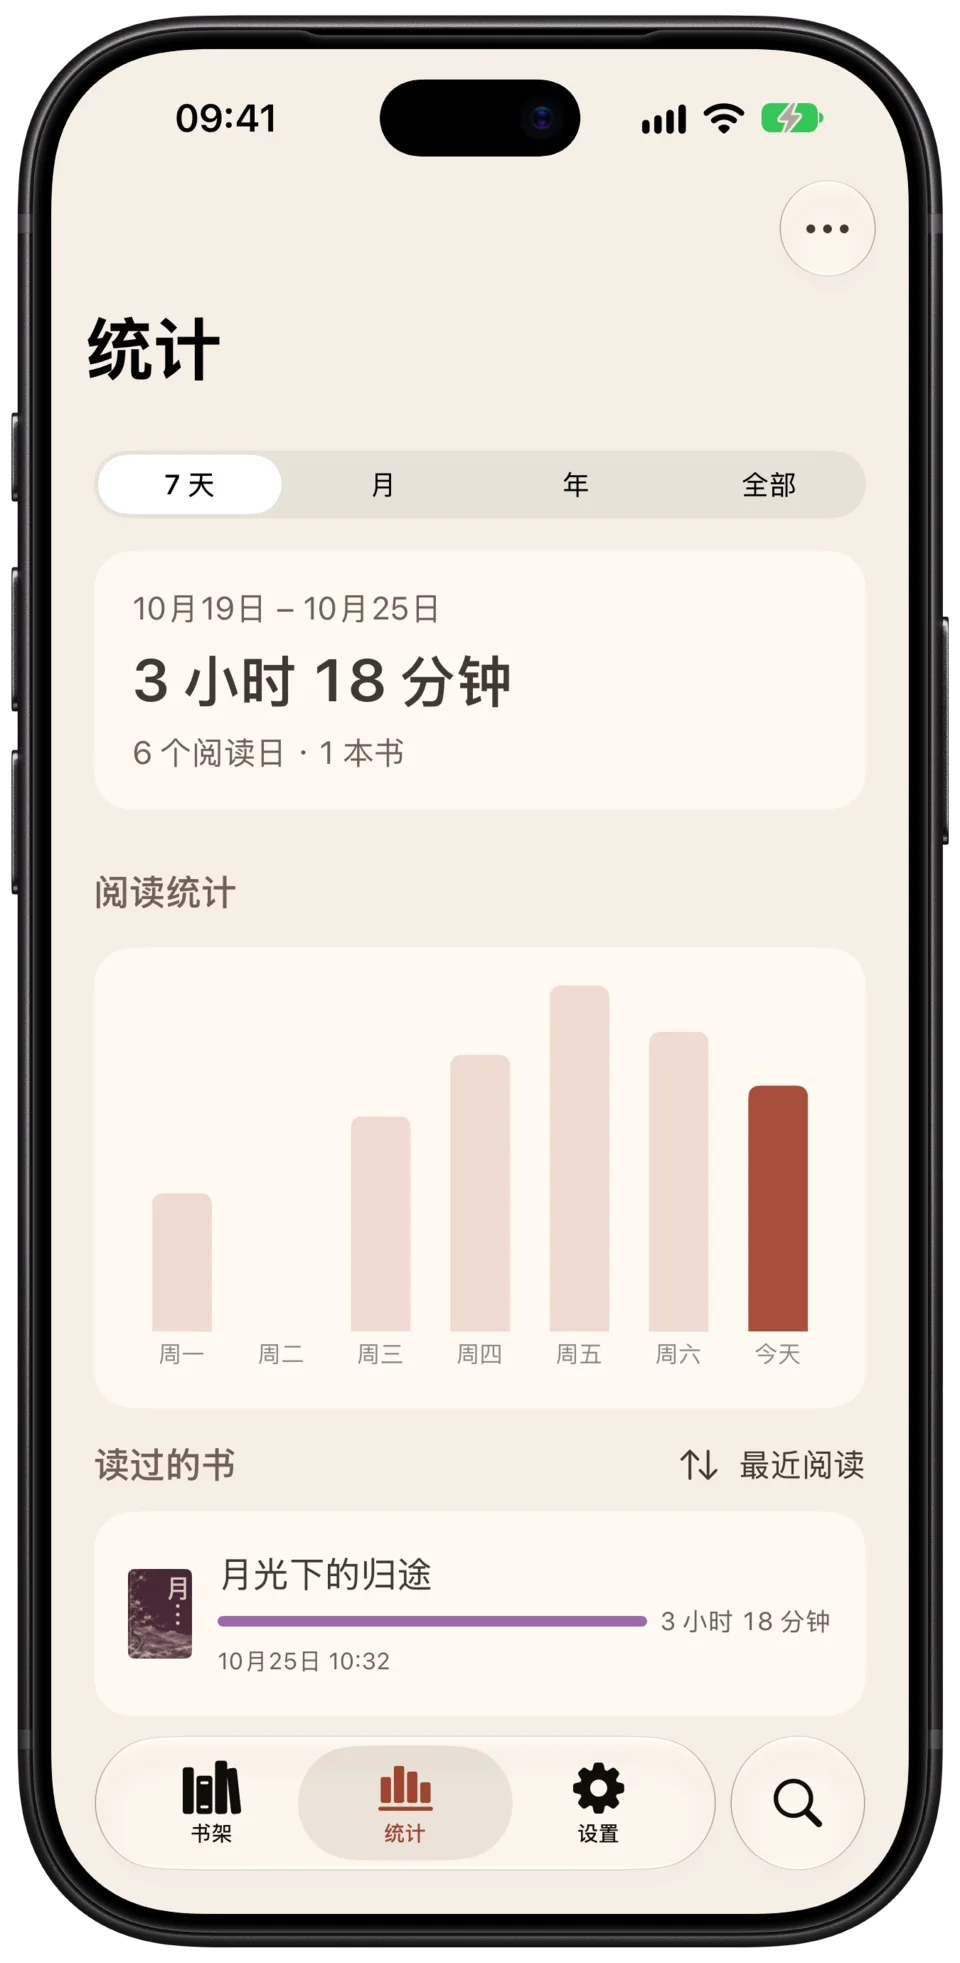 09:41
统计
7 天 月 年 全部
10月19日 – 10月25日
3 小时 18 分钟
6 个阅读日 · 1 本书
阅读统计
周一 周二 周三 周四 周五 周六 今天
读过的书 最近阅读
月…
月光下的归途
3 小时 18 分钟
10月25日 10:32
书架 统计 设置